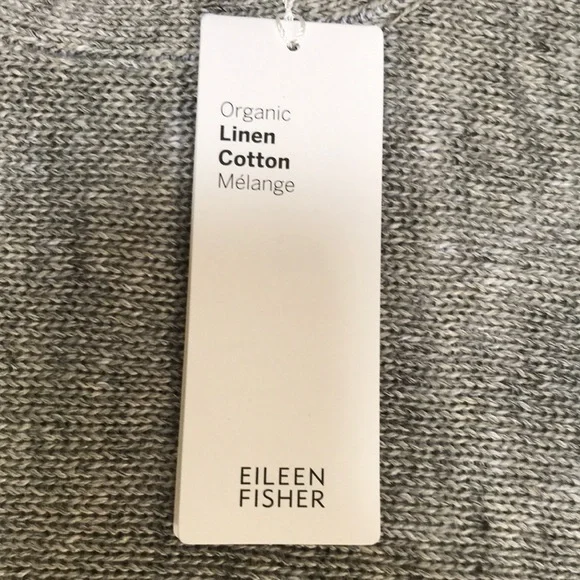 Organic
Linen
Cotton
Mélange
EILEEN
FISHER